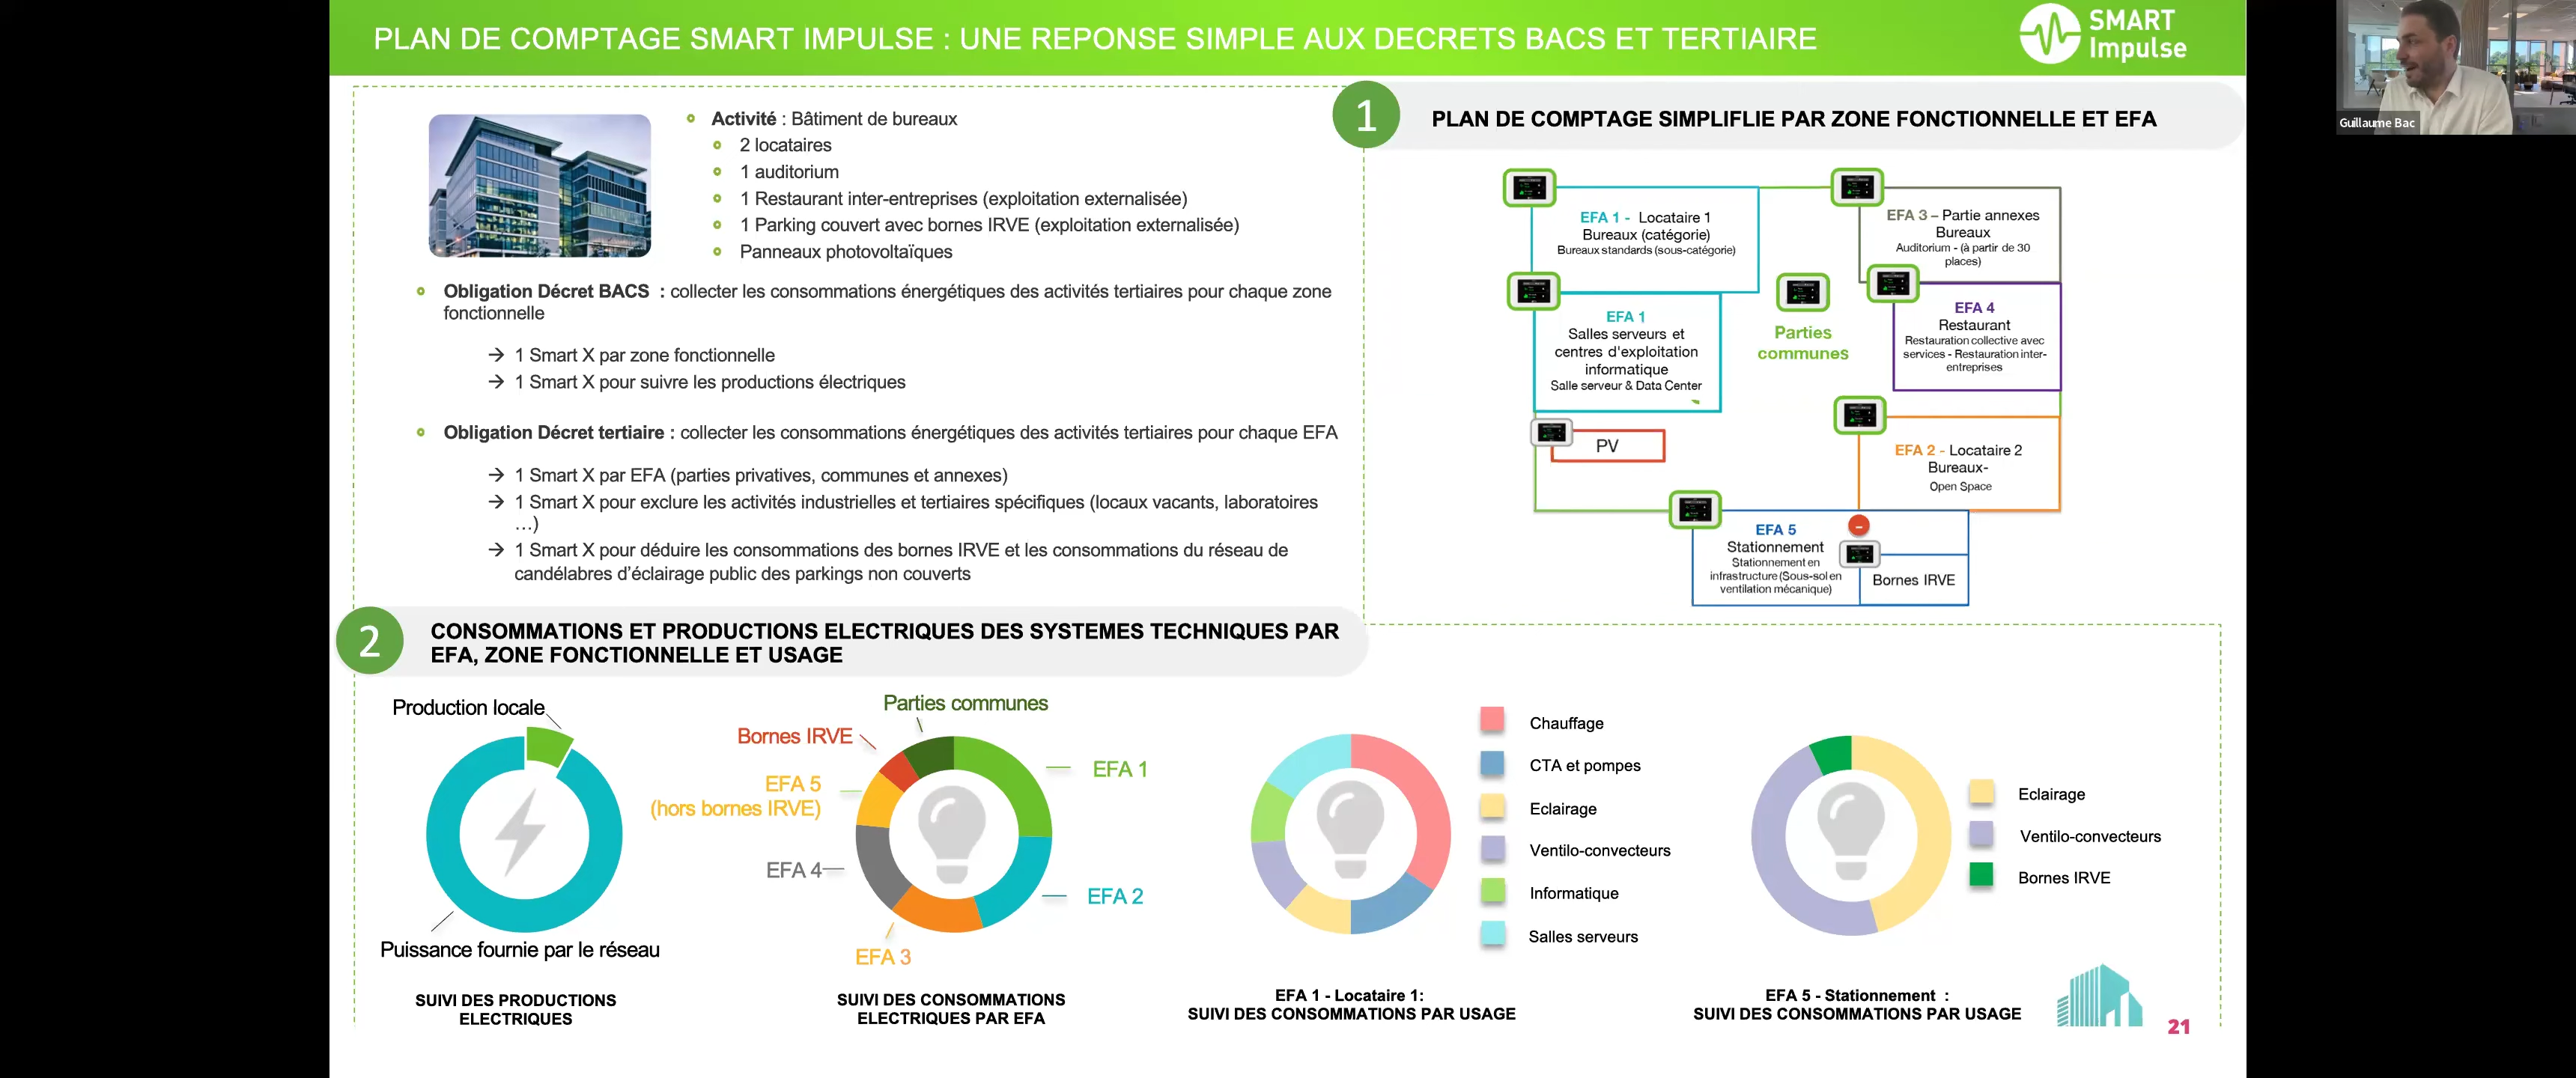 PLAN DE COMPTAGE SMART IMPULSE : UNE REPONSE SIMPLE AUX DECRETS BACS ET TERTIAIRE
SMART
Impulse
Guillaume Bac
Activité : Bâtiment de bureaux
2 locataires
1 auditorium
1 Restaurant inter-entreprises (exploitation externalisée)
1 Parking couvert avec bornes IRVE (exploitation externalisée)
Panneaux photovoltaïques
Obligation Décret BACS : collecter les consommations énergétiques des activités tertiaires pour chaque zone
fonctionnelle
→ 1 Smart X par zone fonctionnelle
→ 1 Smart X pour suivre les productions électriques
Obligation Décret tertiaire : collecter les consommations énergétiques des activités tertiaires pour chaque EFA
→ 1 Smart X par EFA (parties privatives, communes et annexes)
→ 1 Smart X pour exclure les activités industrielles et tertiaires spécifiques (locaux vacants, laboratoires
…)
→ 1 Smart X pour déduire les consommations des bornes IRVE et les consommations du réseau de
candélabres d’éclairage public des parkings non couverts
1
PLAN DE COMPTAGE SIMPLIFLIE PAR ZONE FONCTIONNELLE ET EFA
EFA 1 - Locataire 1
Bureaux (catégorie)
Bureaux standards (sous-catégorie)
EFA 3 – Partie annexes
Bureaux
Auditorium - (à partir de 30
places)
EFA 1
Salles serveurs et
centres d'exploitation
informatique
Salle serveur & Data Center
Parties
communes
EFA 4
Restaurant
Restauration collective avec
services - Restauration inter-
entreprises
PV
EFA 2 - Locataire 2
Bureaux-
Open Space
EFA 5
Stationnement
Stationnement en
infrastructure (Sous-sol en
ventilation mécanique)
-
Bornes IRVE
2
CONSOMMATIONS ET PRODUCTIONS ELECTRIQUES DES SYSTEMES TECHNIQUES PAR
EFA, ZONE FONCTIONNELLE ET USAGE
Production locale
Puissance fournie par le réseau
SUIVI DES PRODUCTIONS
ELECTRIQUES
Parties communes
Bornes IRVE
EFA 1
EFA 5
(hors bornes IRVE)
EFA 4
EFA 2
EFA 3
SUIVI DES CONSOMMATIONS
ELECTRIQUES PAR EFA
Chauffage
CTA et pompes
Eclairage
Ventilo-convecteurs
Informatique
Salles serveurs
EFA 1 - Locataire 1:
SUIVI DES CONSOMMATIONS PAR USAGE
Eclairage
Ventilo-convecteurs
Bornes IRVE
EFA 5 - Stationnement :
SUIVI DES CONSOMMATIONS PAR USAGE
21